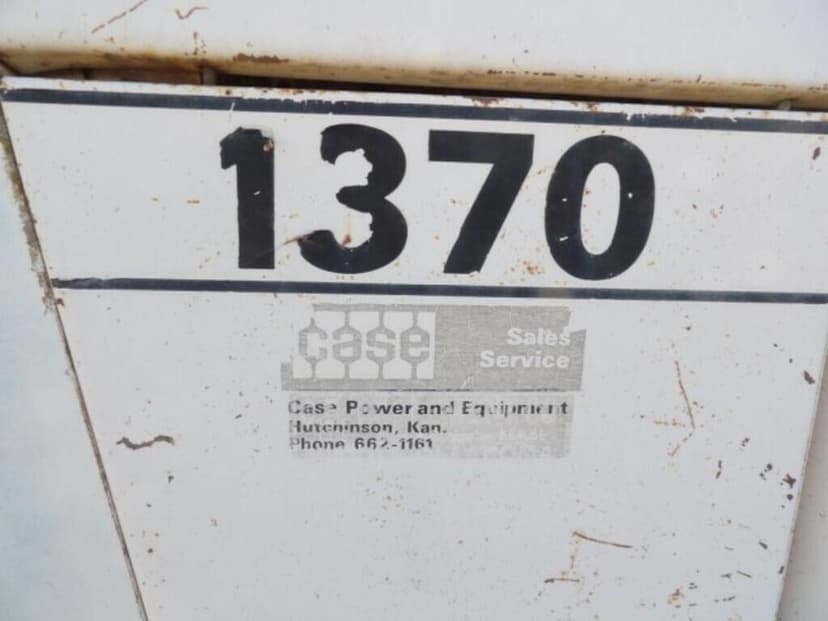 1370
case
Sales
Service
Case Power and Equipment
Hutchinson, Kan.
Phone 662-1161